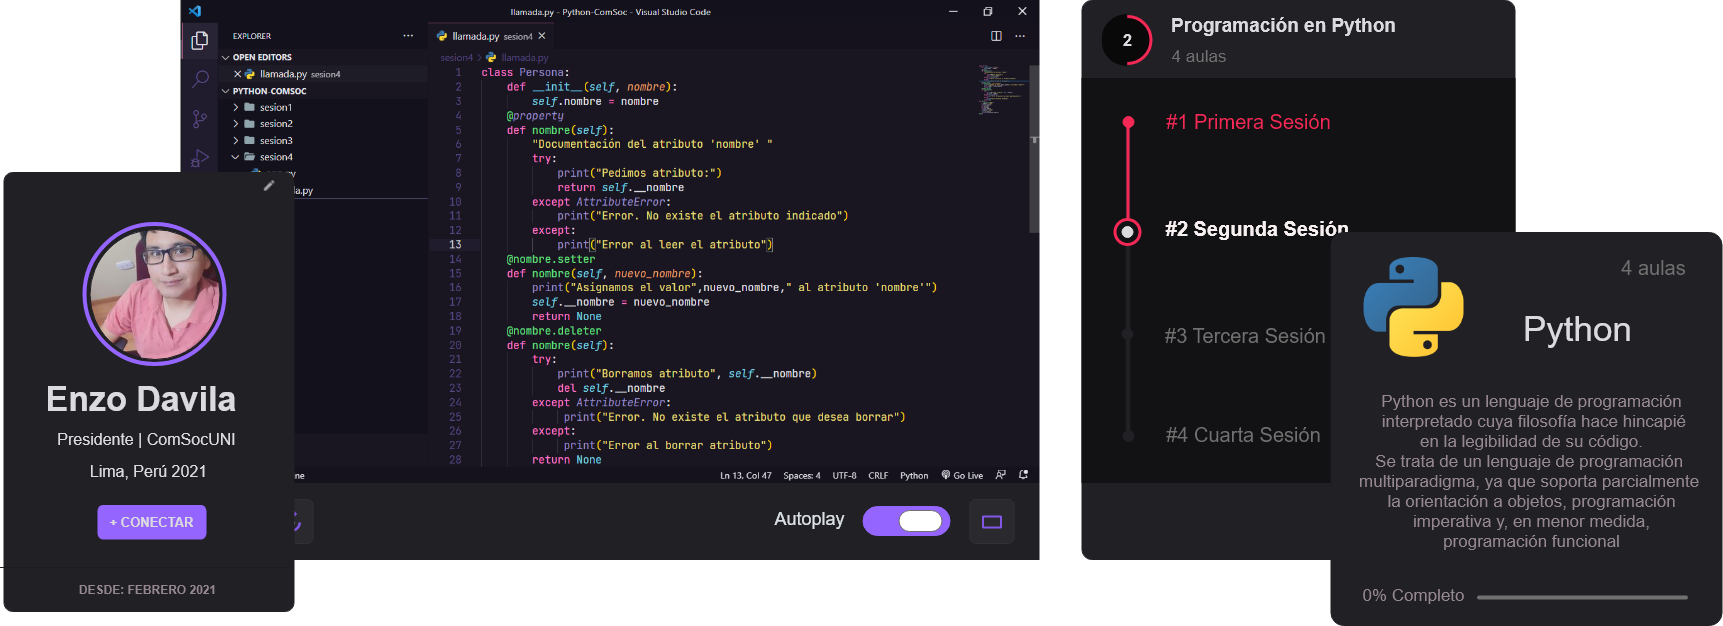 llamada.py - Python-ComSoc - Visual Studio Code
EXPLORER
OPEN EDITORS
llamada.py sesion4
PYTHON-COMSOC
sesion1
sesion2
sesion3
sesion4
llamada.py sesion4
sesion4 > llamada.py
1 class Persona:
2 def __init__(self, nombre):
3 self.nombre = nombre
4 @property
5 def nombre(self):
6 "Documentación del atributo 'nombre' "
7 try:
8 print("Pedimos atributo:")
9 return self.__nombre
10 except AttributeError:
11 print("Error. No existe el atributo indicado")
12 except:
13 print("Error al leer el atributo")
14 @nombre.setter
15 def nombre(self, nuevo_nombre):
16 print("Asignamos el valor",nuevo_nombre," al atributo 'nombre'")
17 self.__nombre = nuevo_nombre
18 return None
19 @nombre.deleter
20 def nombre(self):
21 try:
22 print("Borramos atributo", self.__nombre)
23 del self.__nombre
24 except AttributeError:
25 print("Error. No existe el atributo que desea borrar")
26 except:
27 print("Error al borrar atributo")
28 return None
Ln 13, Col 47 Spaces: 4 UTF-8 CRLF Python Go Live
Autoplay
Enzo Davila
Presidente | ComSocUNI
Lima, Perú 2021
+ CONECTAR
DESDE: FEBRERO 2021
2
Programación en Python
4 aulas
#1 Primera Sesión
#2 Segunda Sesión
#3 Tercera Sesión
#4 Cuarta Sesión
4 aulas
Python
Python es un lenguaje de programación
interpretado cuya filosofía hace hincapié
en la legibilidad de su código.
Se trata de un lenguaje de programación
multiparadigma, ya que soporta parcialmente
la orientación a objetos, programación
imperativa y, en menor medida,
programación funcional
0% Completo